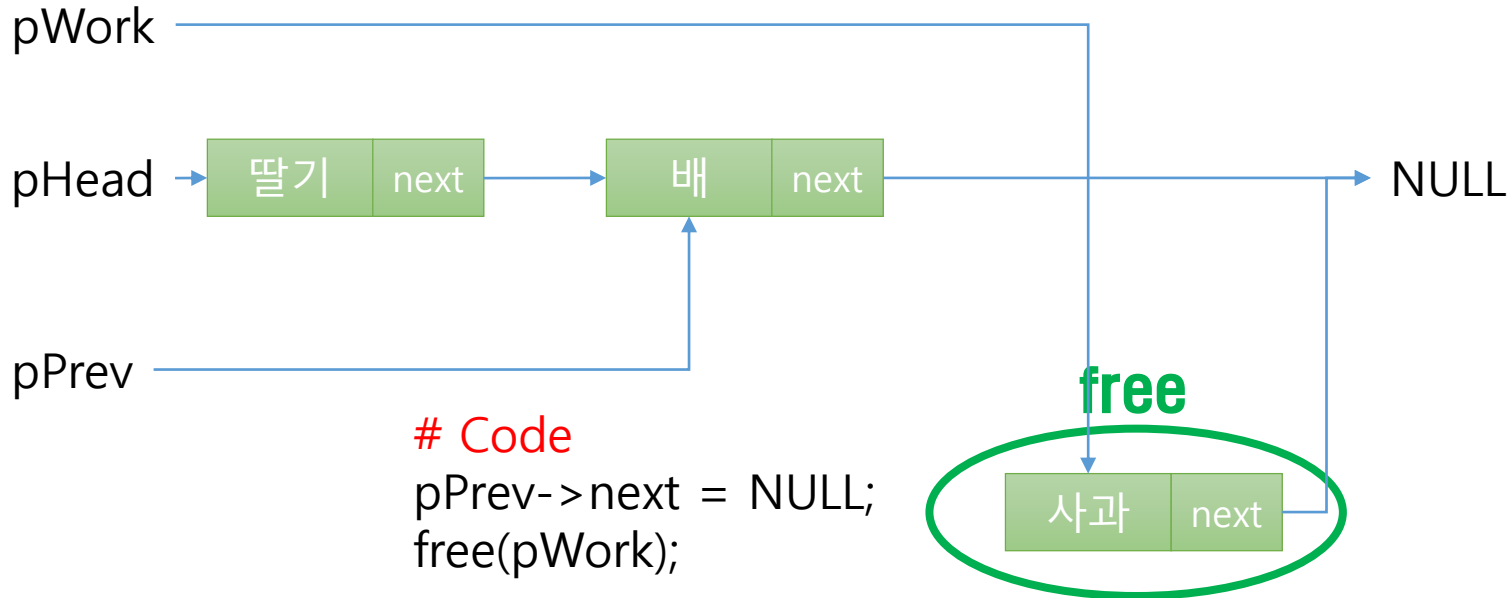 pWork
pHead 딸기 next 배 next NULL
pPrev
free
# Code
pPrev->next = NULL;
free(pWork);
사과 next